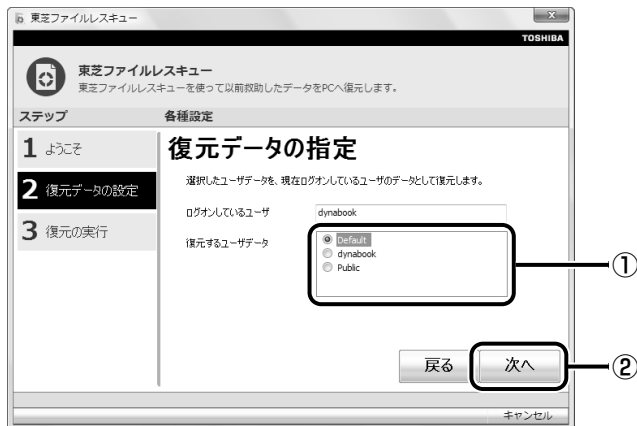 東芝ファイルレスキュー
TOSHIBA
東芝ファイルレスキュー
東芝ファイルレスキューを使って以前救助したデータをPCへ復元します。
ステップ
各種設定
1 ようこそ
2 復元データの設定
3 復元の実行
復元データの指定
選択したユーザデータを、現在ログオンしているユーザのデータとして復元します。
ログオンしているユーザ
dynabook
復元するユーザデータ
Default
dynabook
Public
①
戻る
次へ
②
キャンセル